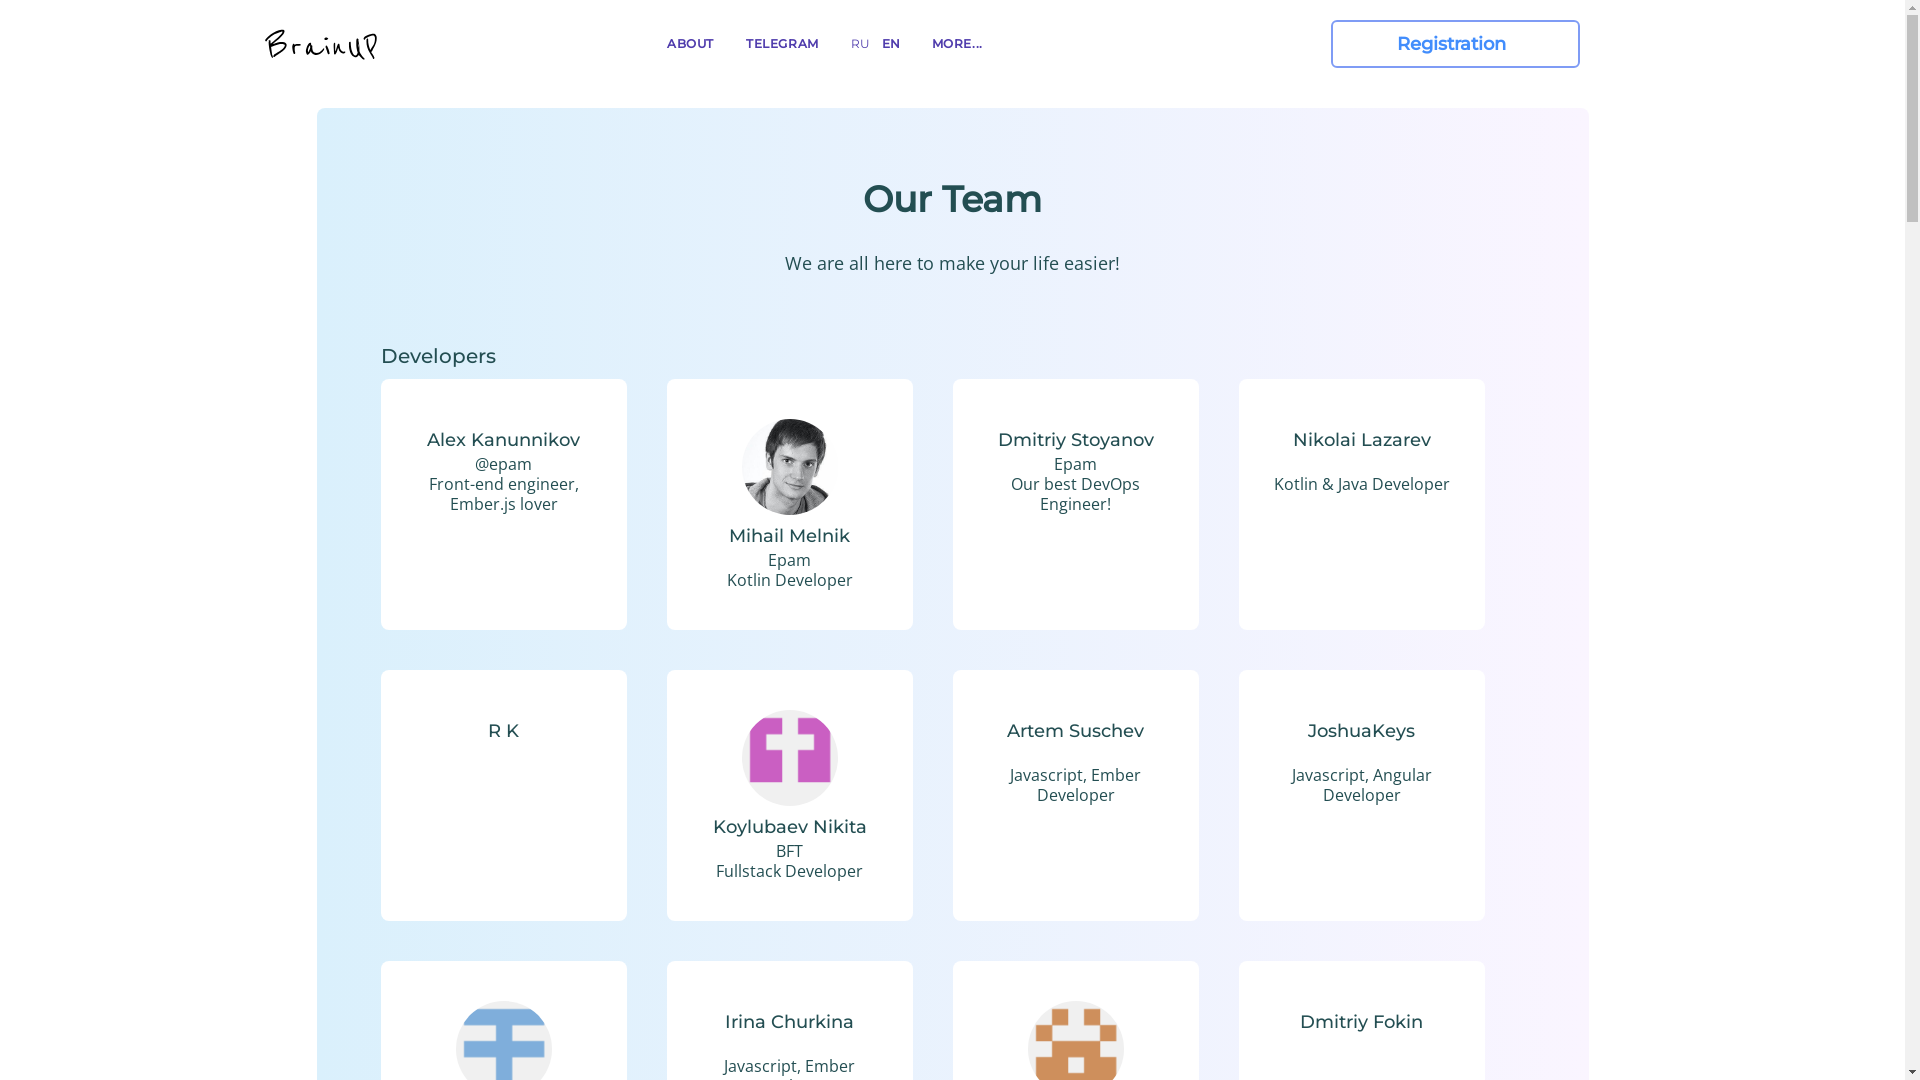 BrainUP
ABOUT
TELEGRAM
RU
EN
MORE...
Registration
Our Team
We are all here to make your life easier!
Developers
Alex Kanunnikov
@epam
Front-end engineer,
Ember.js lover
Mihail Melnik
Epam
Kotlin Developer
Dmitriy Stoyanov
Epam
Our best DevOps
Engineer!
Nikolai Lazarev
Kotlin & Java Developer
R K
Koylubaev Nikita
BFT
Fullstack Developer
Artem Suschev
Javascript, Ember
Developer
JoshuaKeys
Javascript, Angular
Developer
Irina Churkina
Javascript, Ember
Dmitriy Fokin